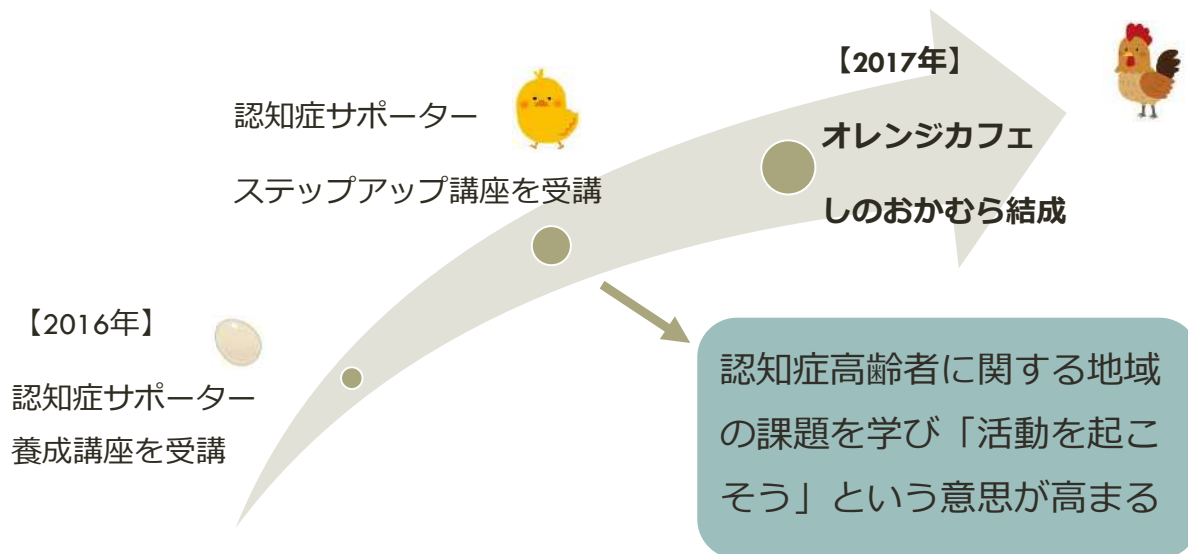 【2016年】
認知症サポーター
養成講座を受講
認知症サポーター
ステップアップ講座を受講
【2017年】
オレンジカフェ
しのおかむら結成
認知症高齢者に関する地域
の課題を学び「活動を起こ
そう」という意思が高まる